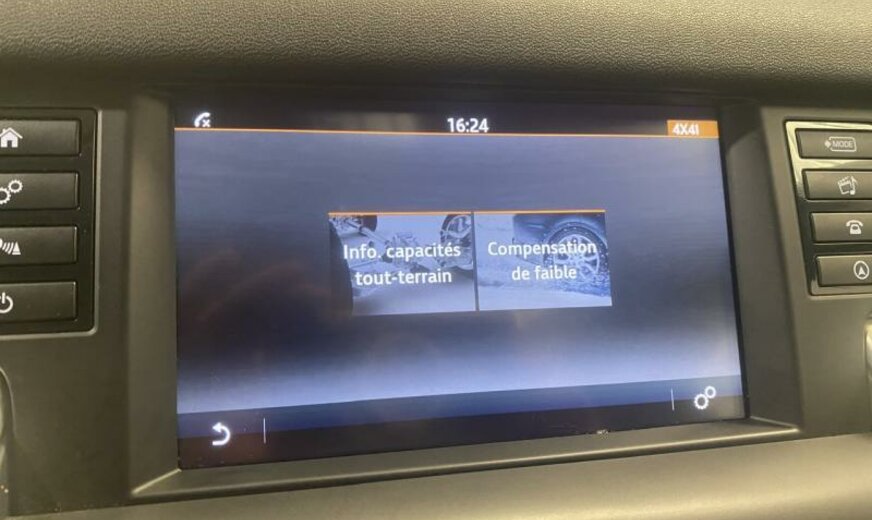 16:24
4X4I
Info. capacités
tout-terrain
Compensation
de faible
MODE